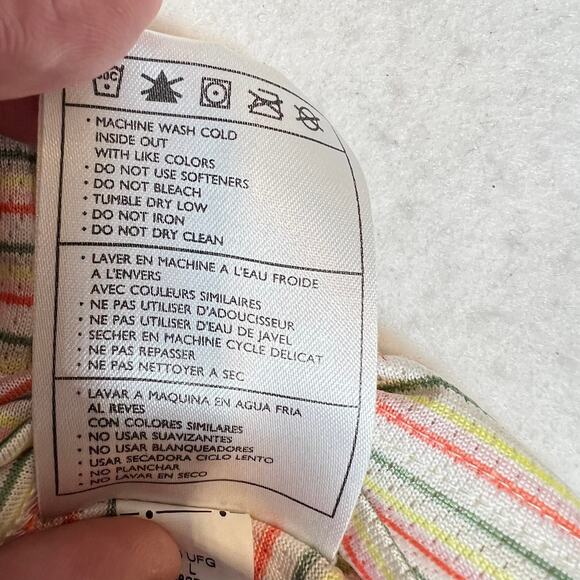 • MACHINE WASH COLD
INSIDE OUT
WITH LIKE COLORS
• DO NOT USE SOFTENERS
• DO NOT BLEACH
• TUMBLE DRY LOW
• DO NOT IRON
• DO NOT DRY CLEAN
• LAVER EN MACHINE A L'EAU FROIDE
A L'ENVERS
AVEC COULEURS SIMILAIRES
• NE PAS UTILISER D'ADOUCISSEUR
• NE PAS UTILISER D'EAU DE JAVEL
• SECHER EN MACHINE CYCLE DELICAT
• NE PAS REPASSER
• NE PAS NETTOYER A SEC
• LAVAR A MAQUINA EN AGUA FRIA
AL REVES
CON COLORES SIMILARES
• NO USAR SUAVIZANTES
• NO USAR BLANQUEADORES
• USAR SECADORA CICLO LENTO
• NO PLANCHAR
• NO LAVAR EN SECO
UFG
L